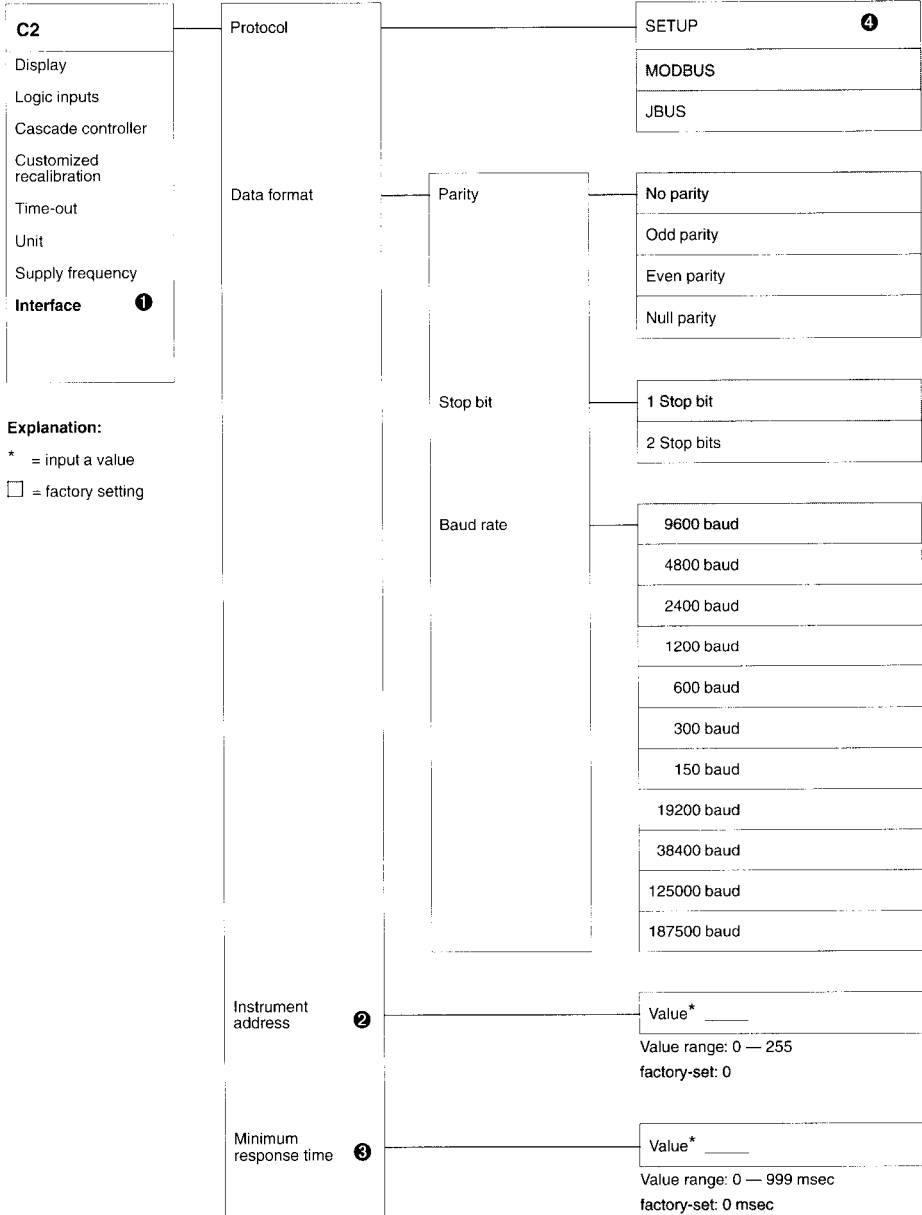 C2
Display
Logic inputs
Cascade controller
Customized
recalibration
Time-out
Unit
Supply frequency
Interface ❶
Explanation:
* = input a value
☐ = factory setting
Protocol
SETUP ❹
MODBUS
JBUS
Data format
Parity
No parity
Odd parity
Even parity
Null parity
Stop bit
1 Stop bit
2 Stop bits
Baud rate
9600 baud
4800 baud
2400 baud
1200 baud
600 baud
300 baud
150 baud
19200 baud
38400 baud
125000 baud
187500 baud
Instrument
address ❷
Value* _____
Value range: 0 — 255
factory-set: 0
Minimum
response time ❸
Value* _____
Value range: 0 — 999 msec
factory-set: 0 msec